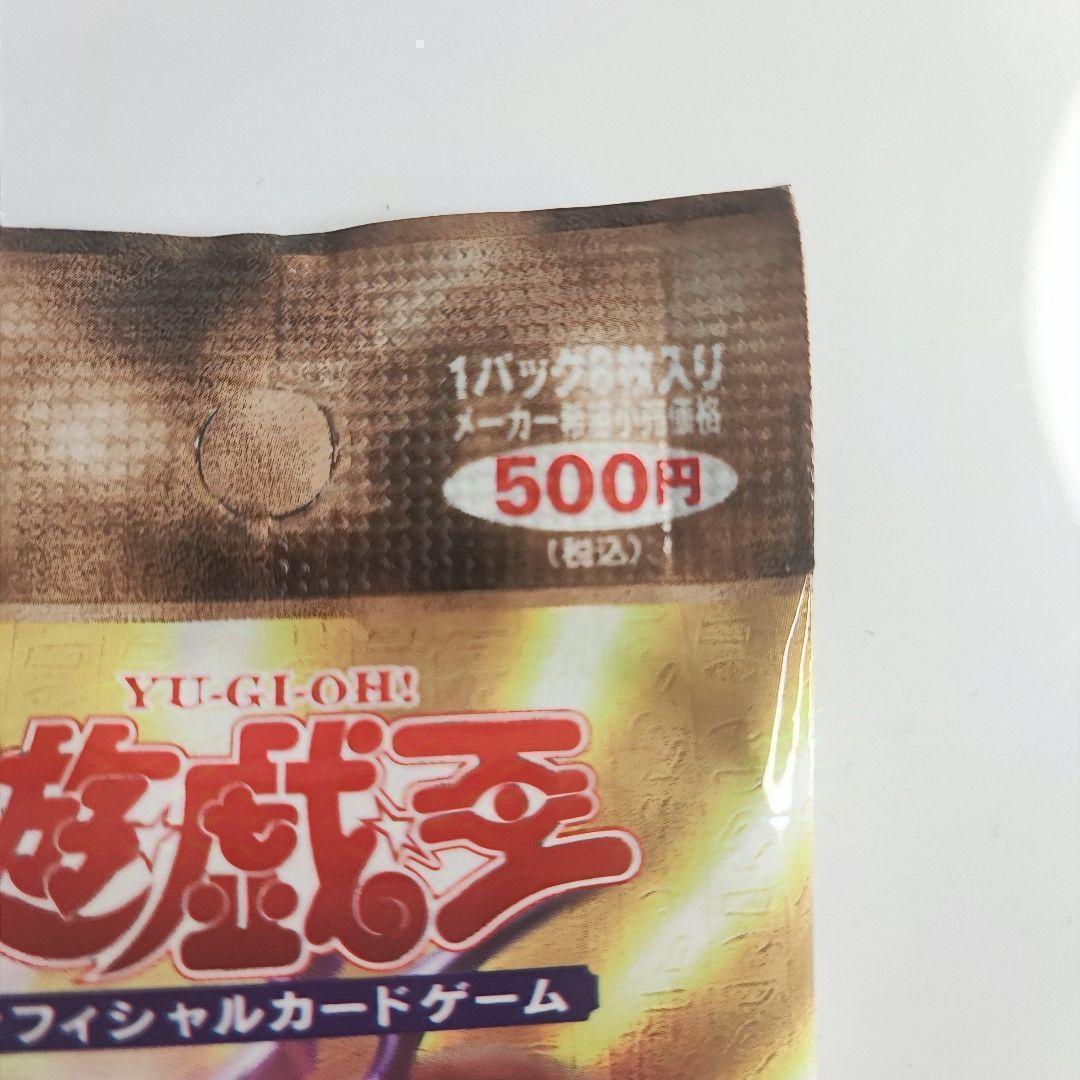 1パック8枚入り
メーカー希望小売価格
500円
(税込)
YU-GI-OH!
遊戯王
フィシャルカードゲーム